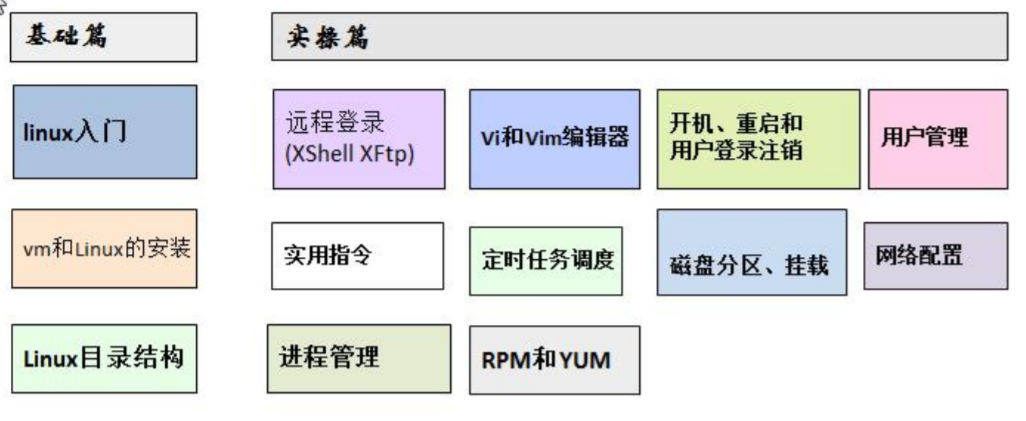 基础篇
实操篇
linux入门
远程登录
(XShell XFtp)
Vi和Vim编辑器
开机、重启和
用户登录注销
用户管理
vm和Linux的安装
实用指令
定时任务调度
磁盘分区、挂载
网络配置
Linux目录结构
进程管理
RPM和YUM